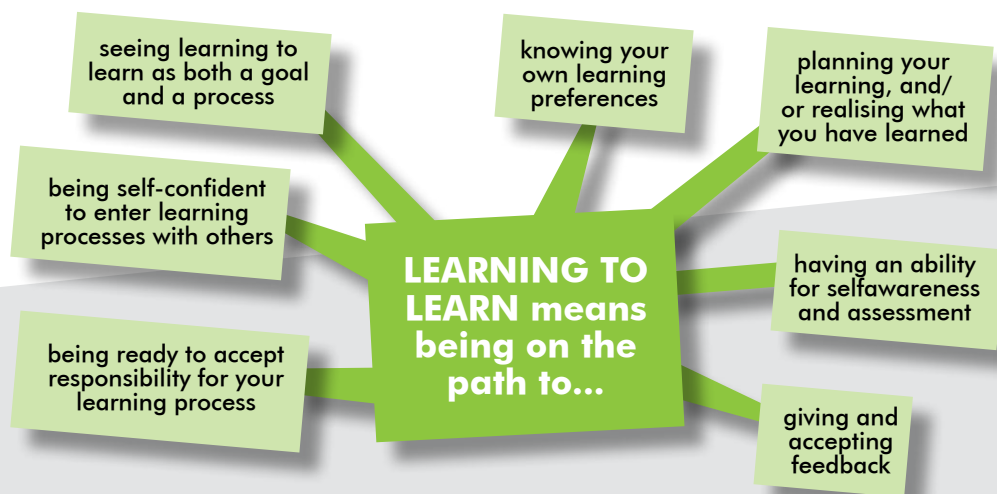 seeing learning to
learn as both a goal
and a process
knowing your
own learning
preferences
planning your
learning, and/
or realising what
you have learned
being self-confident
to enter learning
processes with others
LEARNING TO
LEARN means
being on the
path to...
having an ability
for selfawareness
and assessment
being ready to accept
responsibility for your
learning process
giving and
accepting
feedback